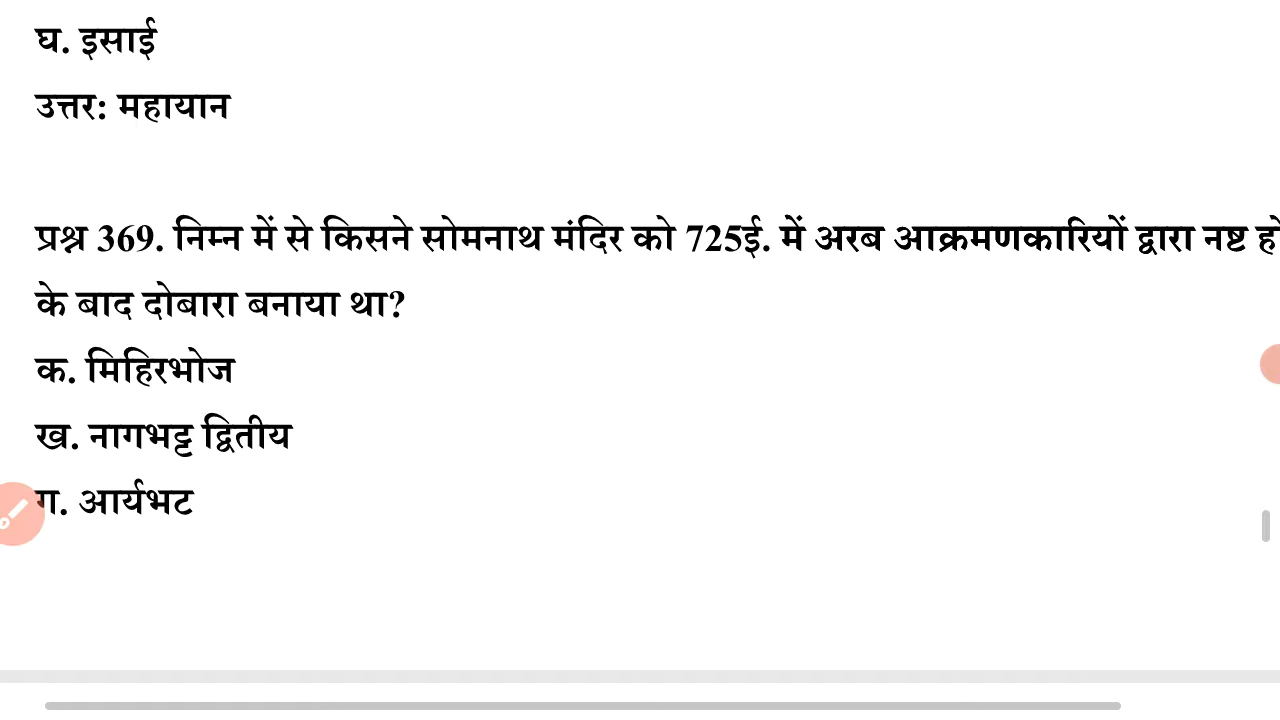 घ. इसाई
उत्तर: महायान
प्रश्न 369. निम्न में से किसने सोमनाथ मंदिर को 725ई. में अरब आक्रमणकारियों द्वारा नष्ट
के बाद दोबारा बनाया था?
क. मिहिरभोज
ख. नागभट्ट द्वितीय
ग. आर्यभट